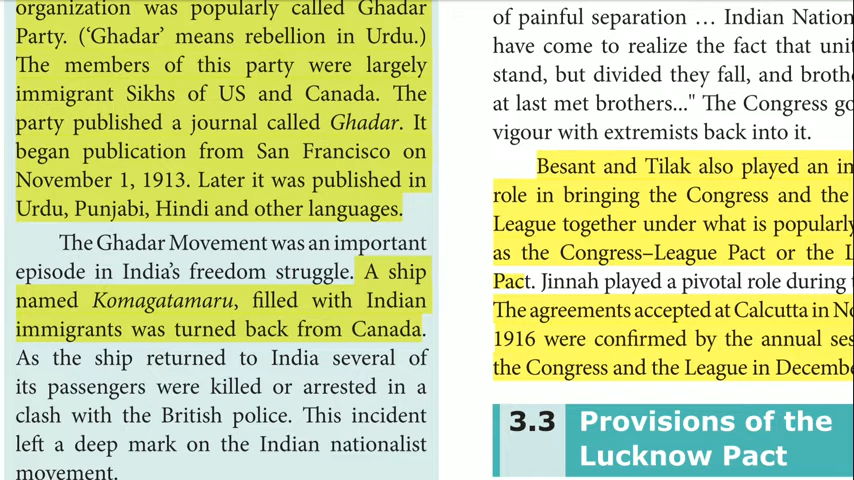 organization was popularly called Ghadar
Party. (‘Ghadar’ means rebellion in Urdu.)
The members of this party were largely
immigrant Sikhs of US and Canada. The
party published a journal called Ghadar. It
began publication from San Francisco on
November 1, 1913. Later it was published in
Urdu, Punjabi, Hindi and other languages.
The Ghadar Movement was an important
episode in India’s freedom struggle. A ship
named Komagatamaru, filled with Indian
immigrants was turned back from Canada.
As the ship returned to India several of
its passengers were killed or arrested in a
clash with the British police. This incident
left a deep mark on the Indian nationalist
movement.
of painful separation … Indian Nation
have come to realize the fact that unit
stand, but divided they fall, and broth
at last met brothers..." The Congress go
vigour with extremists back into it.
Besant and Tilak also played an in
role in bringing the Congress and the
League together under what is popularly
as the Congress–League Pact or the L
Pact. Jinnah played a pivotal role during
The agreements accepted at Calcutta in No
1916 were confirmed by the annual ses
the Congress and the League in Decembe
3.3 Provisions of the
Lucknow Pact